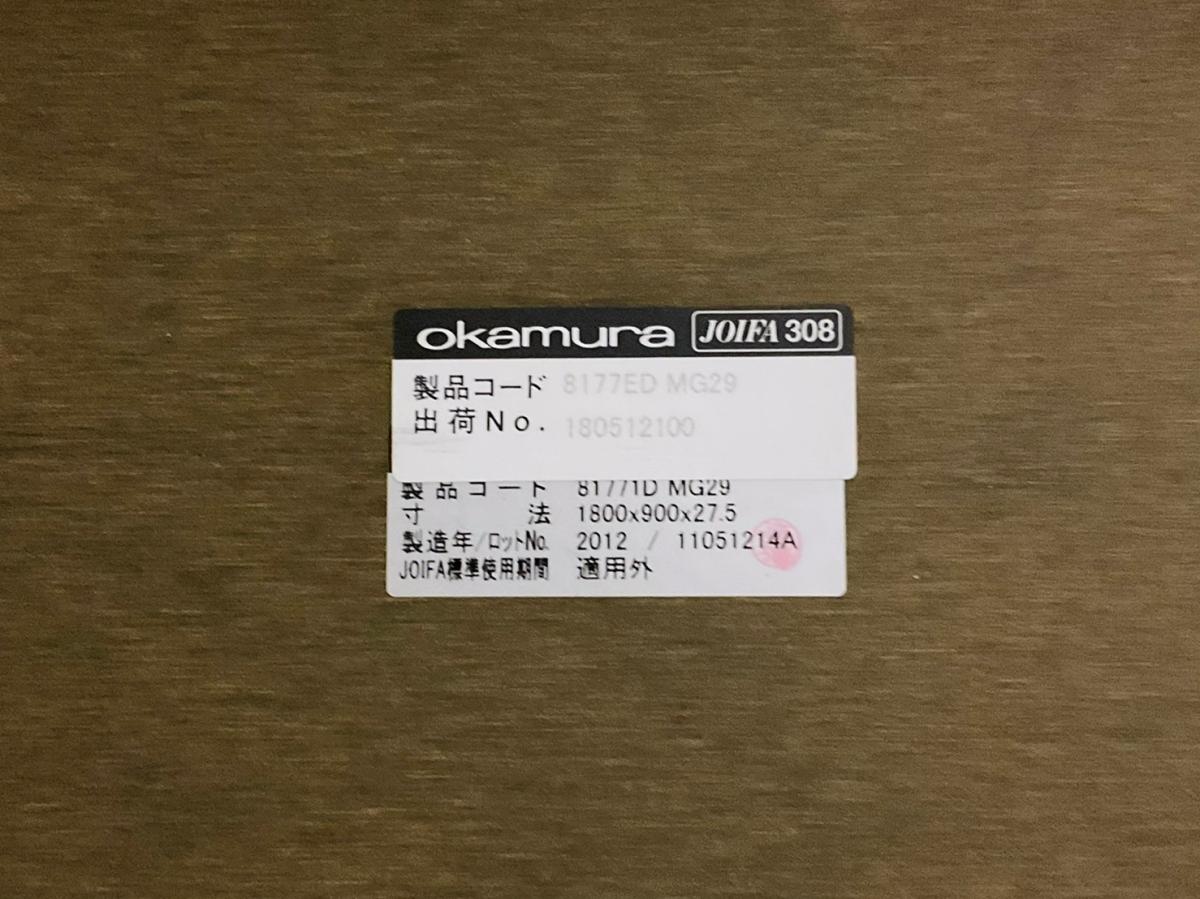 okamura JOIFA 308
製品コード 8177ED MG29
出荷No. 180512100
製品コード 81771D MG29
寸法 1800x900x27.5
製造年/ロットNo. 2012 / 11051214A
JOIFA標準使用期間 適用外